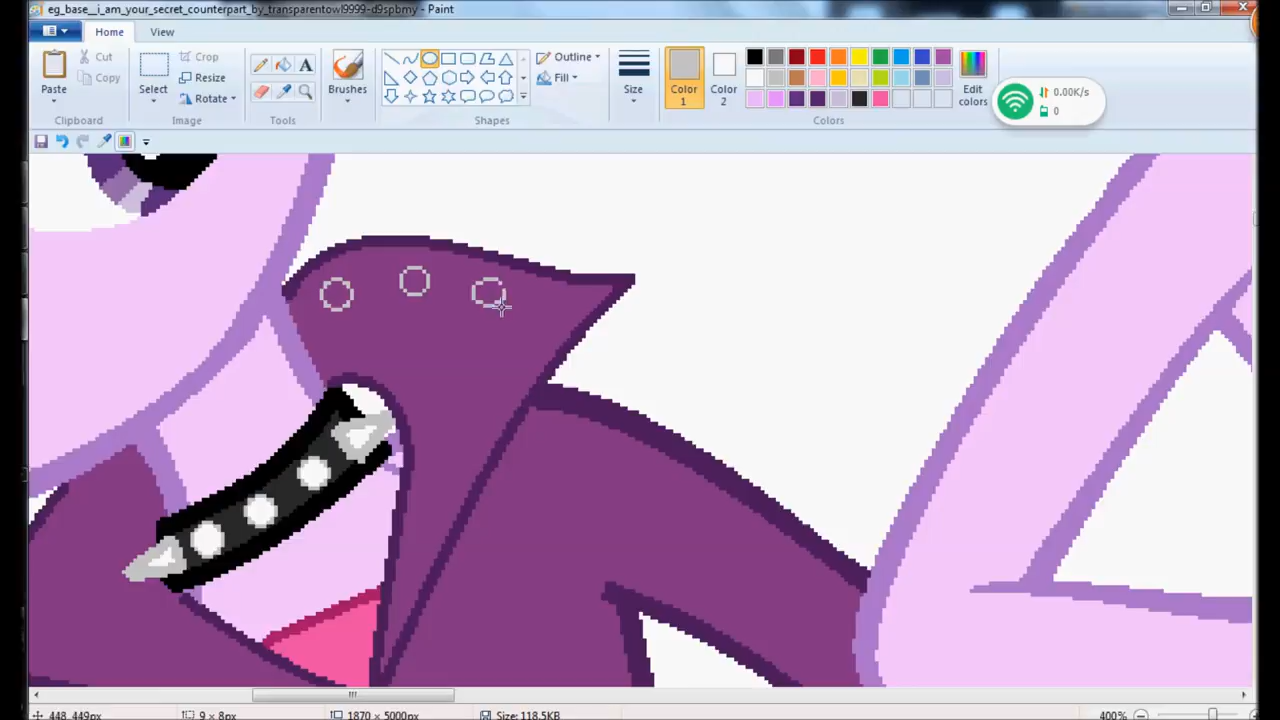 eg_base__i_am_your_secret_counterpart_by_transparentowl9999-d9spbmy - Paint
Home View
Paste
Cut
Copy
Clipboard
Select
Crop
Resize
Rotate
Image
A
Tools
Brushes
Shapes
Outline
Fill
Size
Color
1
Color
2
Colors
Edit
colors
0.00K/s
0
448, 449px
9 × 8px
1870 × 5000px
Size: 118.5KB
400%